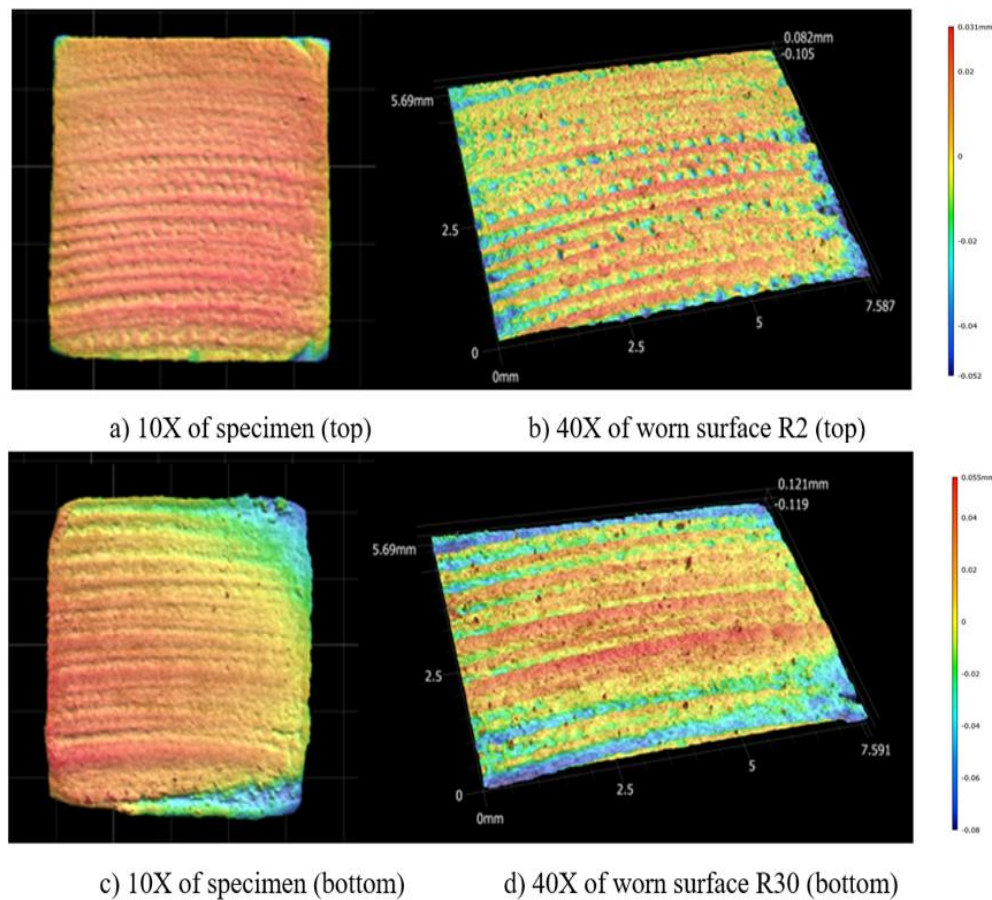 0.082mm
-0.105
5.69mm
2.5
0
0mm
2.5
5
7.587
0.031mm
0.02
0
-0.02
-0.04
-0.052
a) 10X of specimen (top)
b) 40X of worn surface R2 (top)
0.121mm
-0.119
5.69mm
2.5
0
0mm
2.5
5
7.591
0.055mm
0.04
0.02
0
-0.02
-0.04
-0.06
-0.08
c) 10X of specimen (bottom)
d) 40X of worn surface R30 (bottom)